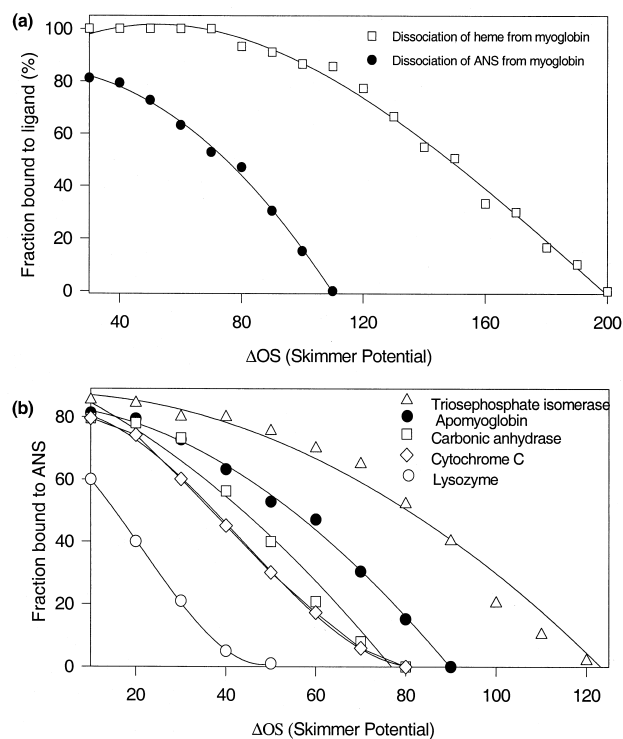 (a)
100
80
60
40
20
0
Fraction bound to ligand (%)
Dissociation of heme from myoglobin
Dissociation of ANS from myoglobin
40
80
120
160
200
ΔOS (Skimmer Potential)
(b)
80
60
40
20
0
Fraction bound to ANS
Triosephosphate isomerase
Apomyoglobin
Carbonic anhydrase
Cytochrome C
Lysozyme
20
40
60
80
100
120
ΔOS (Skimmer Potential)